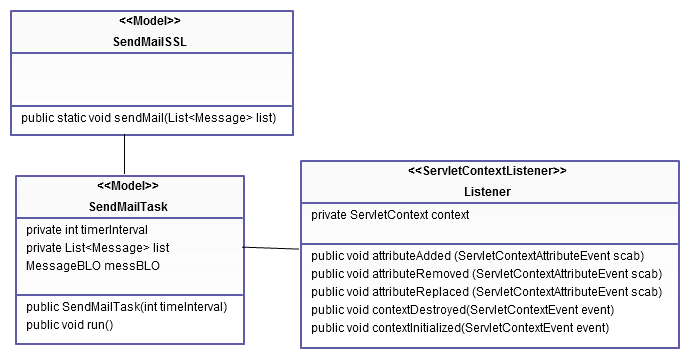 <<Model>>
SendMailSSL
public static void sendMail(List<Message> list)
<<Model>>
SendMailTask
private int timerInterval
private List<Message> list
MessageBLO messBLO
public SendMailTask(int timeInterval)
public void run()
<<ServletContextListener>>
Listener
private ServletContext context
public void attributeAdded (ServletContextAttributeEvent scab)
public void attributeRemoved (ServletContextAttributeEvent scab)
public void attributeReplaced (ServletContextAttributeEvent scab)
public void contextDestroyed(ServletContextEvent event)
public void contextInitialized(ServletContextEvent event)